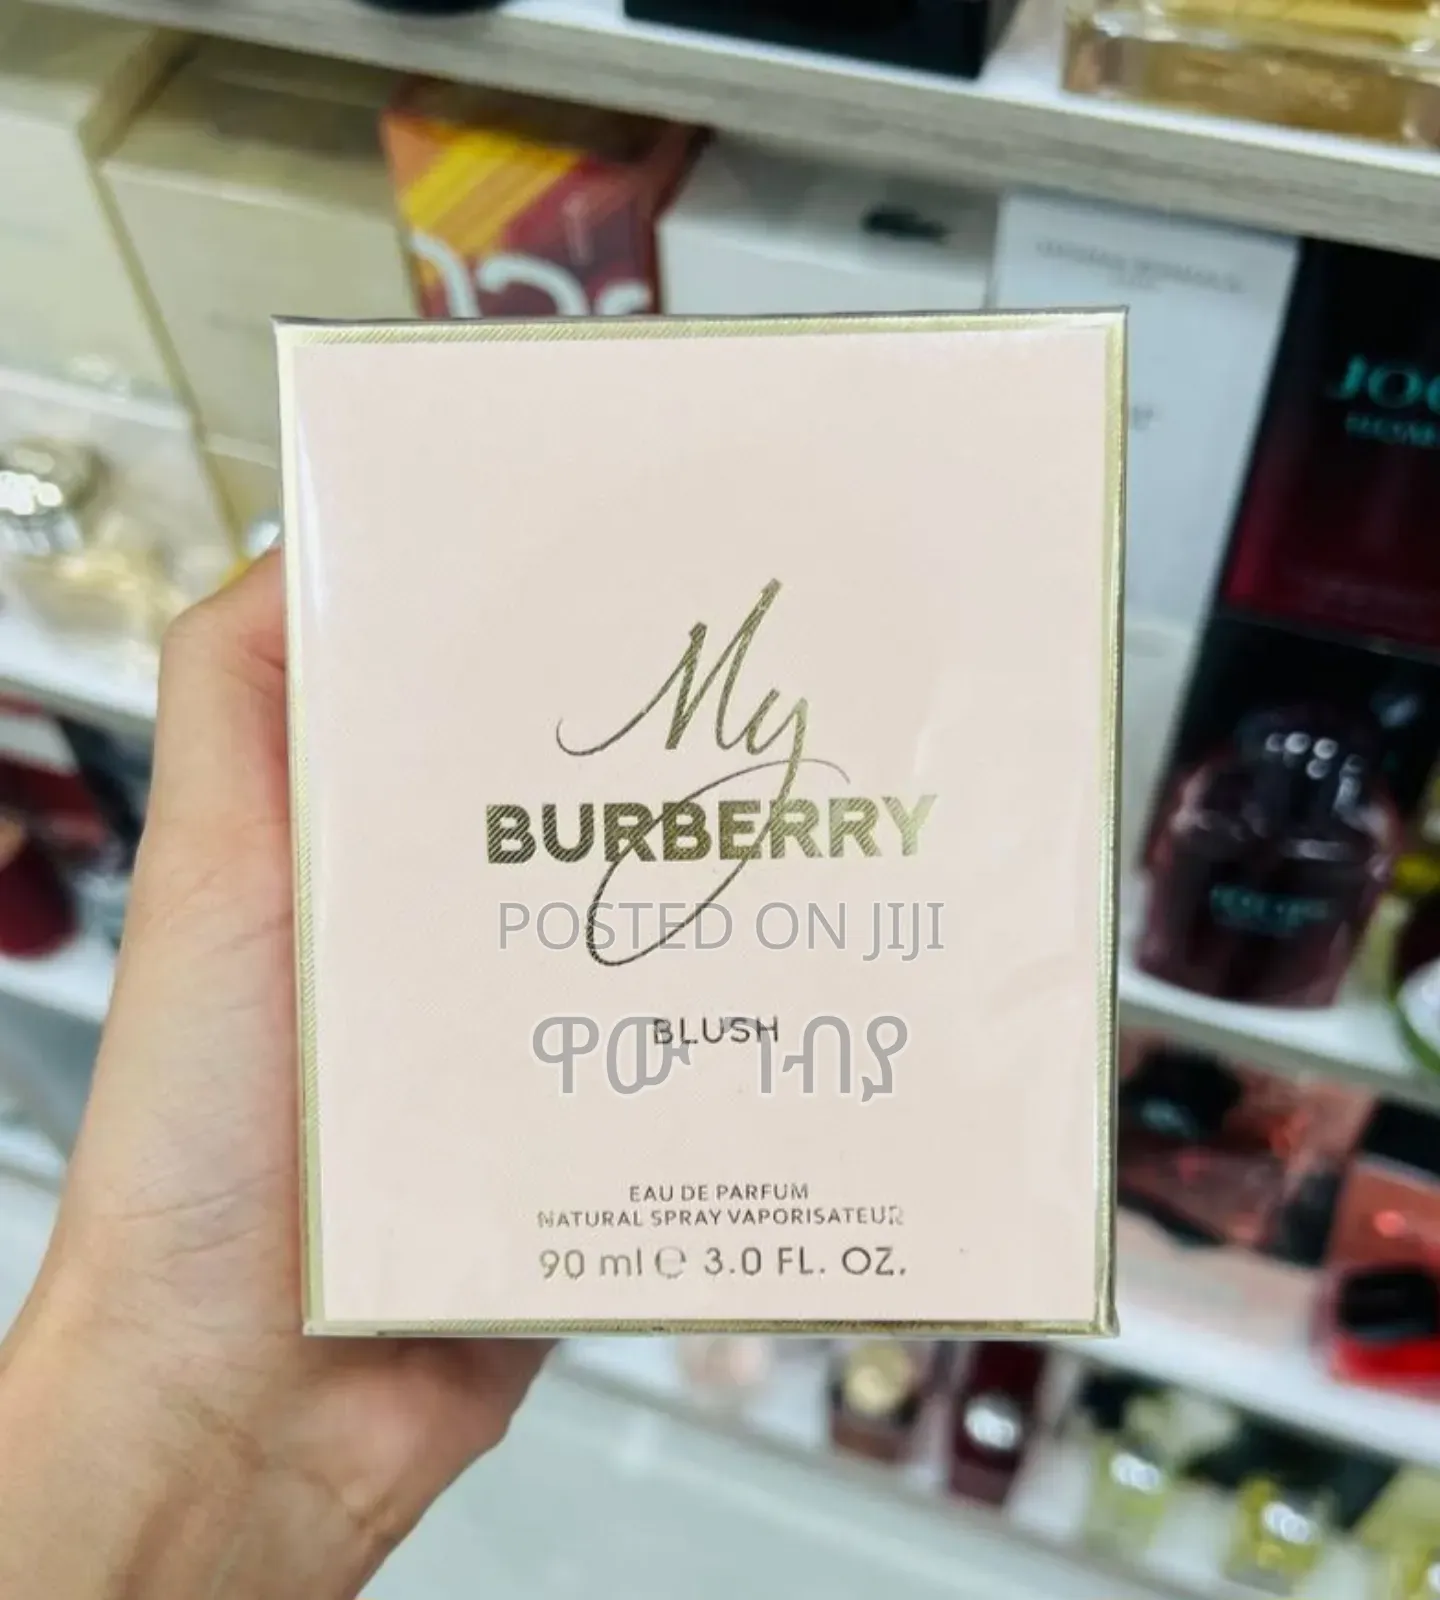 My
BURBERRY
POSTED ON JIJI
ዋው ገበያ
BLUSH
EAU DE PARFUM
NATURAL SPRAY VAPORISATEUR
90 ml ℮ 3.0 FL. OZ.